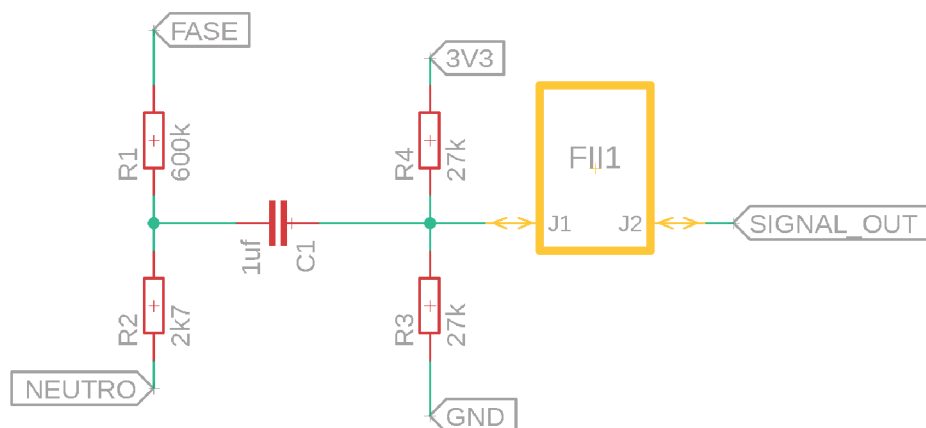 FASE
3V3
R1
600k
R4
27k
FIl1
J1
J2
SIGNAL_OUT
1uf
C1
R2
2k7
R3
27k
NEUTRO
GND